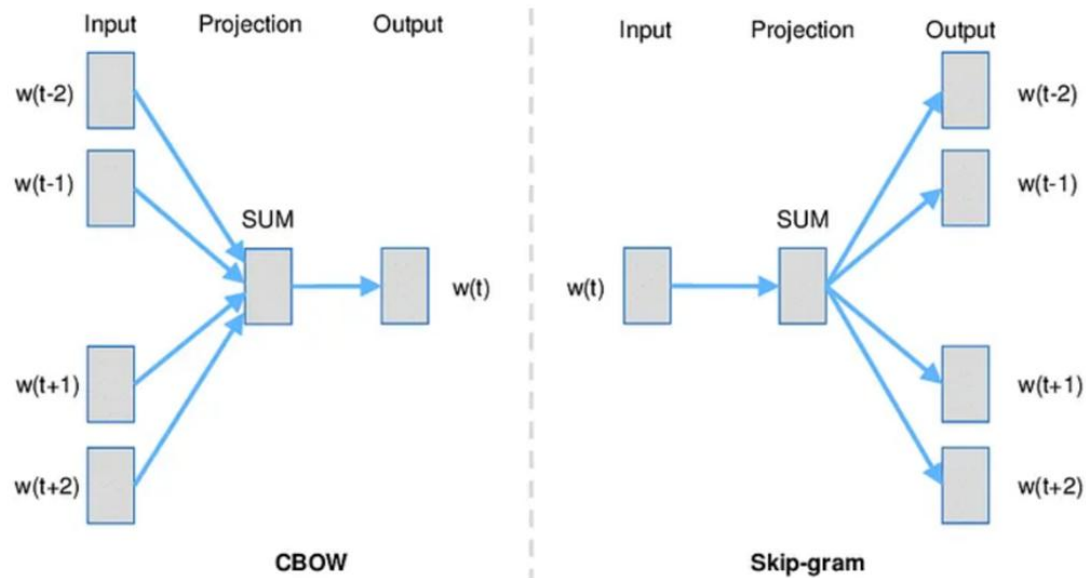 Input Projection Output
w(t-2)
w(t-1)
SUM
w(t)
w(t+1)
w(t+2)
CBOW
Input Projection Output
w(t-2)
w(t-1)
SUM
w(t)
w(t+1)
w(t+2)
Skip-gram